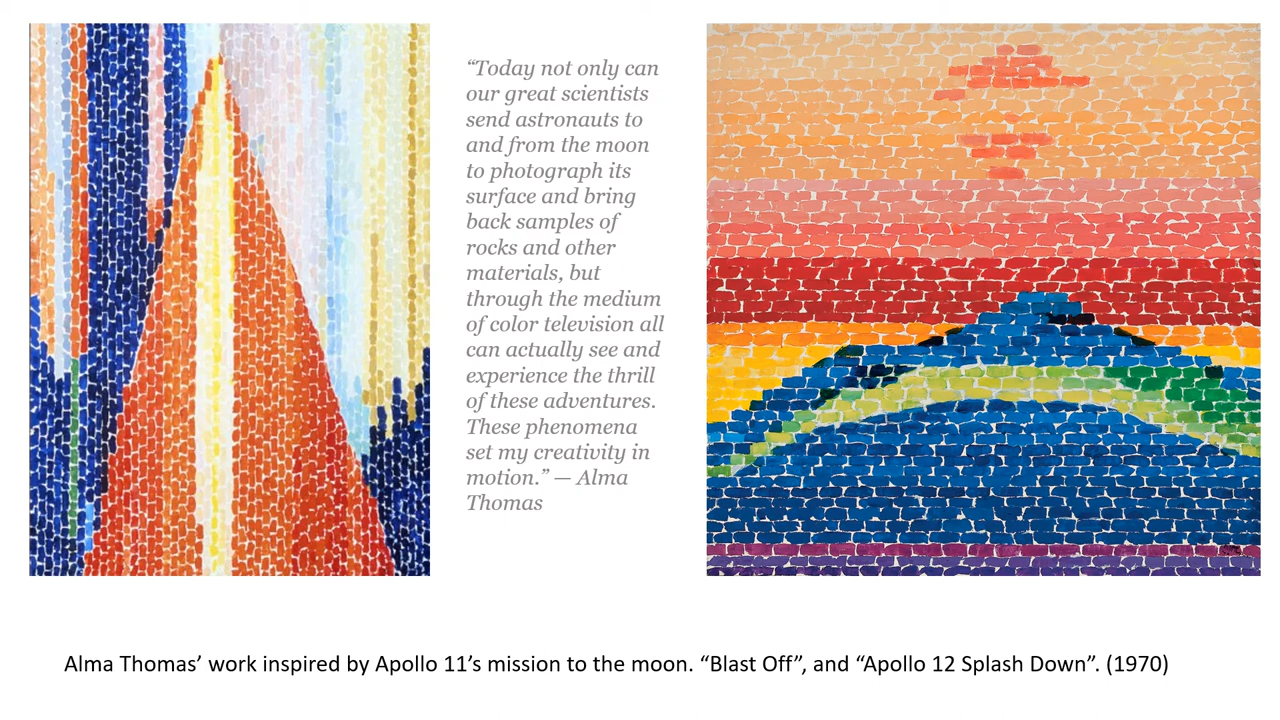 “Today not only can
our great scientists
send astronauts to
and from the moon
to photograph its
surface and bring
back samples of
rocks and other
materials, but
through the medium
of color television all
can actually see and
experience the thrill
of these adventures.
These phenomena
set my creativity in
motion.” — Alma
Thomas
Alma Thomas’ work inspired by Apollo 11’s mission to the moon. “Blast Off”, and “Apollo 12 Splash Down”. (1970)